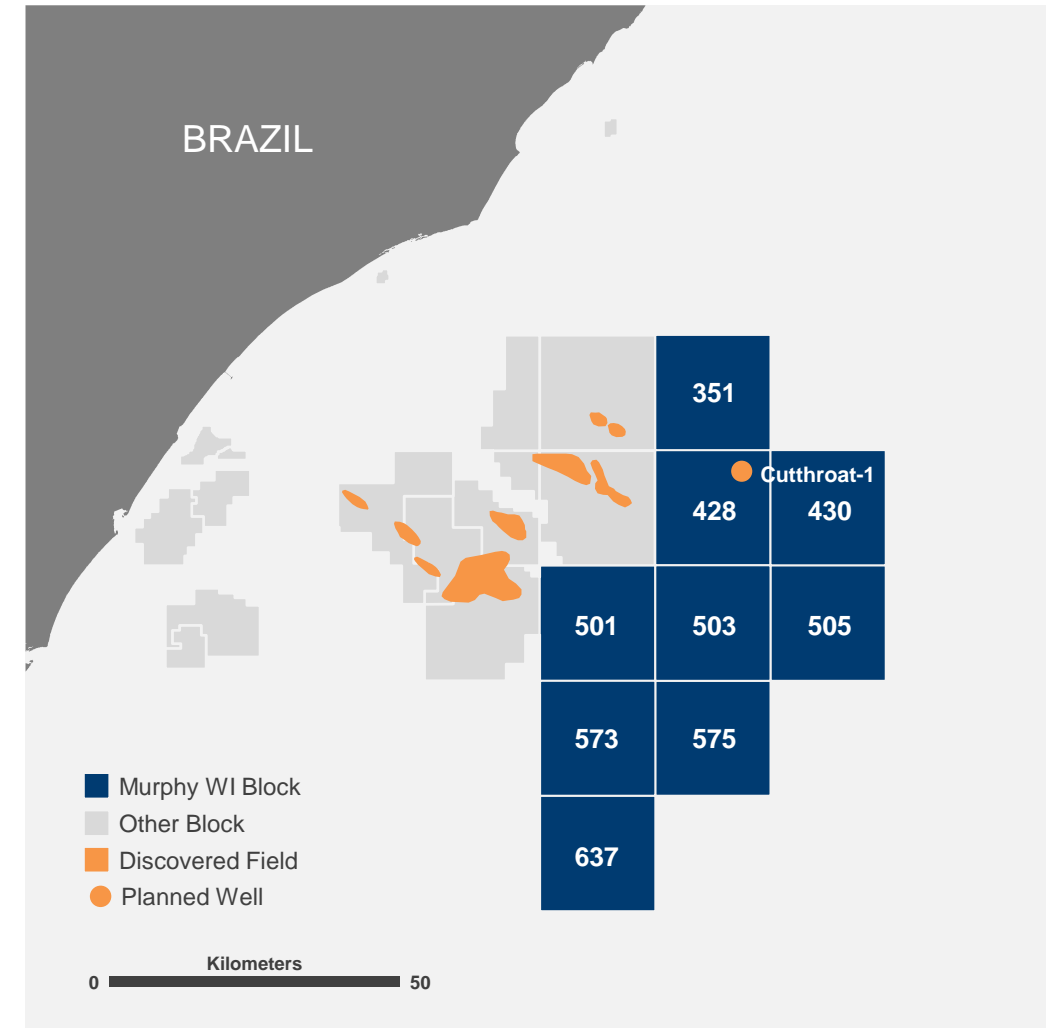 BRAZIL
351
Cutthroat-1
428
430
501
503
505
573
575
637
Murphy WI Block
Other Block
Discovered Field
Planned Well
Kilometers
0
50